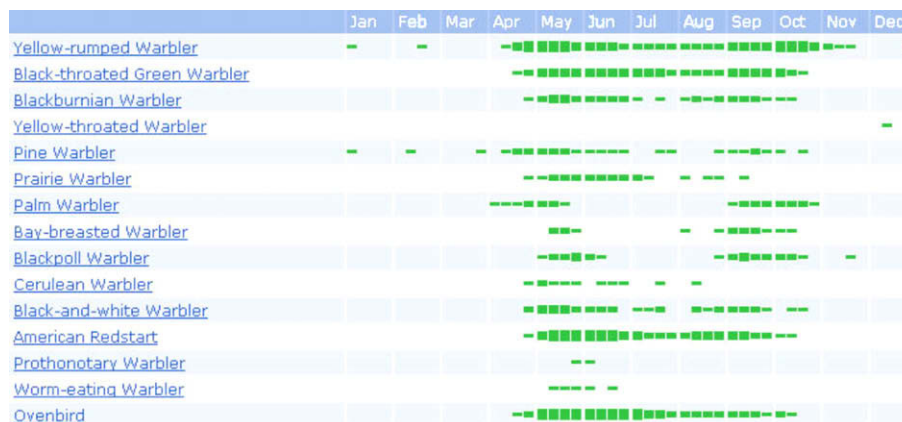 Jan Feb Mar Apr May Jun Jul Aug Sep Oct Nov Dec
Yellow-rumped Warbler
Black-throated Green Warbler
Blackburnian Warbler
Yellow-throated Warbler
Pine Warbler
Prairie Warbler
Palm Warbler
Bay-breasted Warbler
Blackpoll Warbler
Cerulean Warbler
Black-and-white Warbler
American Redstart
Prothonotary Warbler
Worm-eating Warbler
Ovenbird